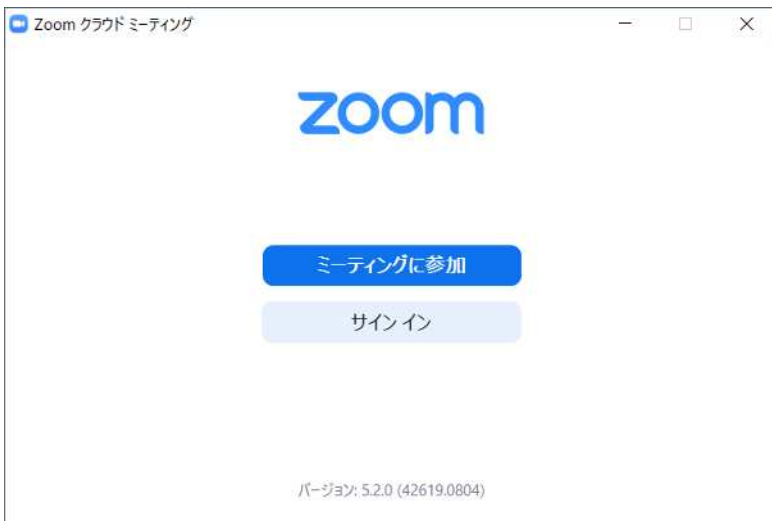 Zoom クラウド ミーティング
zoom
ミーティングに参加
サイン イン
バージョン: 5.2.0 (42619.0804)